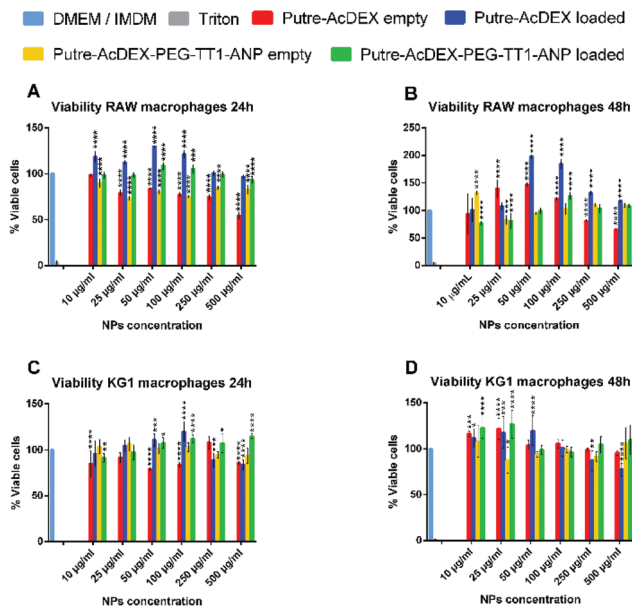 DMEM / IMDM Triton Putre-AcDEX empty Putre-AcDEX loaded
Putre-AcDEX-PEG-TT1-ANP empty Putre-AcDEX-PEG-TT1-ANP loaded
A
Viability RAW macrophages 24h
% Viable cells
150
100
50
0
10 µg/ml
25 µg/ml
50 µg/ml
100 µg/ml
250 µg/ml
500 µg/ml
NPs concentration
B
Viability RAW macrophages 48h
% Viable cells
250
200
150
100
50
0
10 µg/mL
25 µg/ml
50 µg/ml
100 µg/ml
250 µg/ml
500 µg/ml
NPs concentration
C
Viability KG1 macrophages 24h
% Viable cells
150
100
50
0
10 µg/ml
25 µg/ml
50 µg/ml
100 µg/ml
250 µg/ml
500 µg/ml
NPs concentration
D
Viability KG1 macrophages 48h
% Viable cells
150
100
50
0
10 µg/ml
25 µg/ml
50 µg/ml
100 µg/ml
250 µg/ml
500 µg/ml
NPs concentration